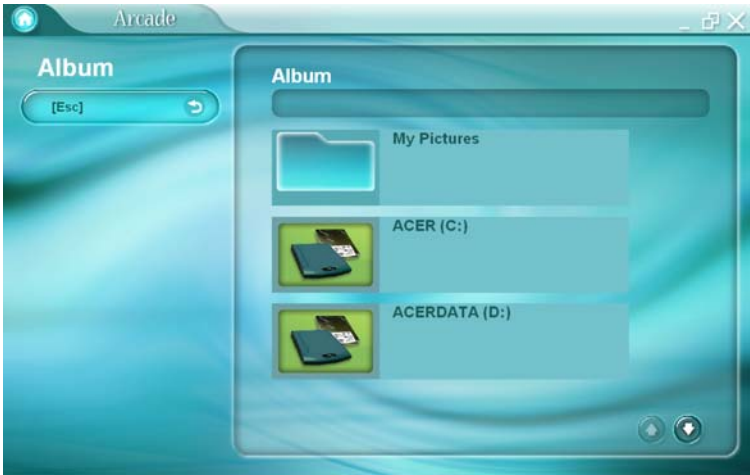 Arcade
Album
[Esc]
Album
My Pictures
ACER (C:)
ACERDATA (D:)